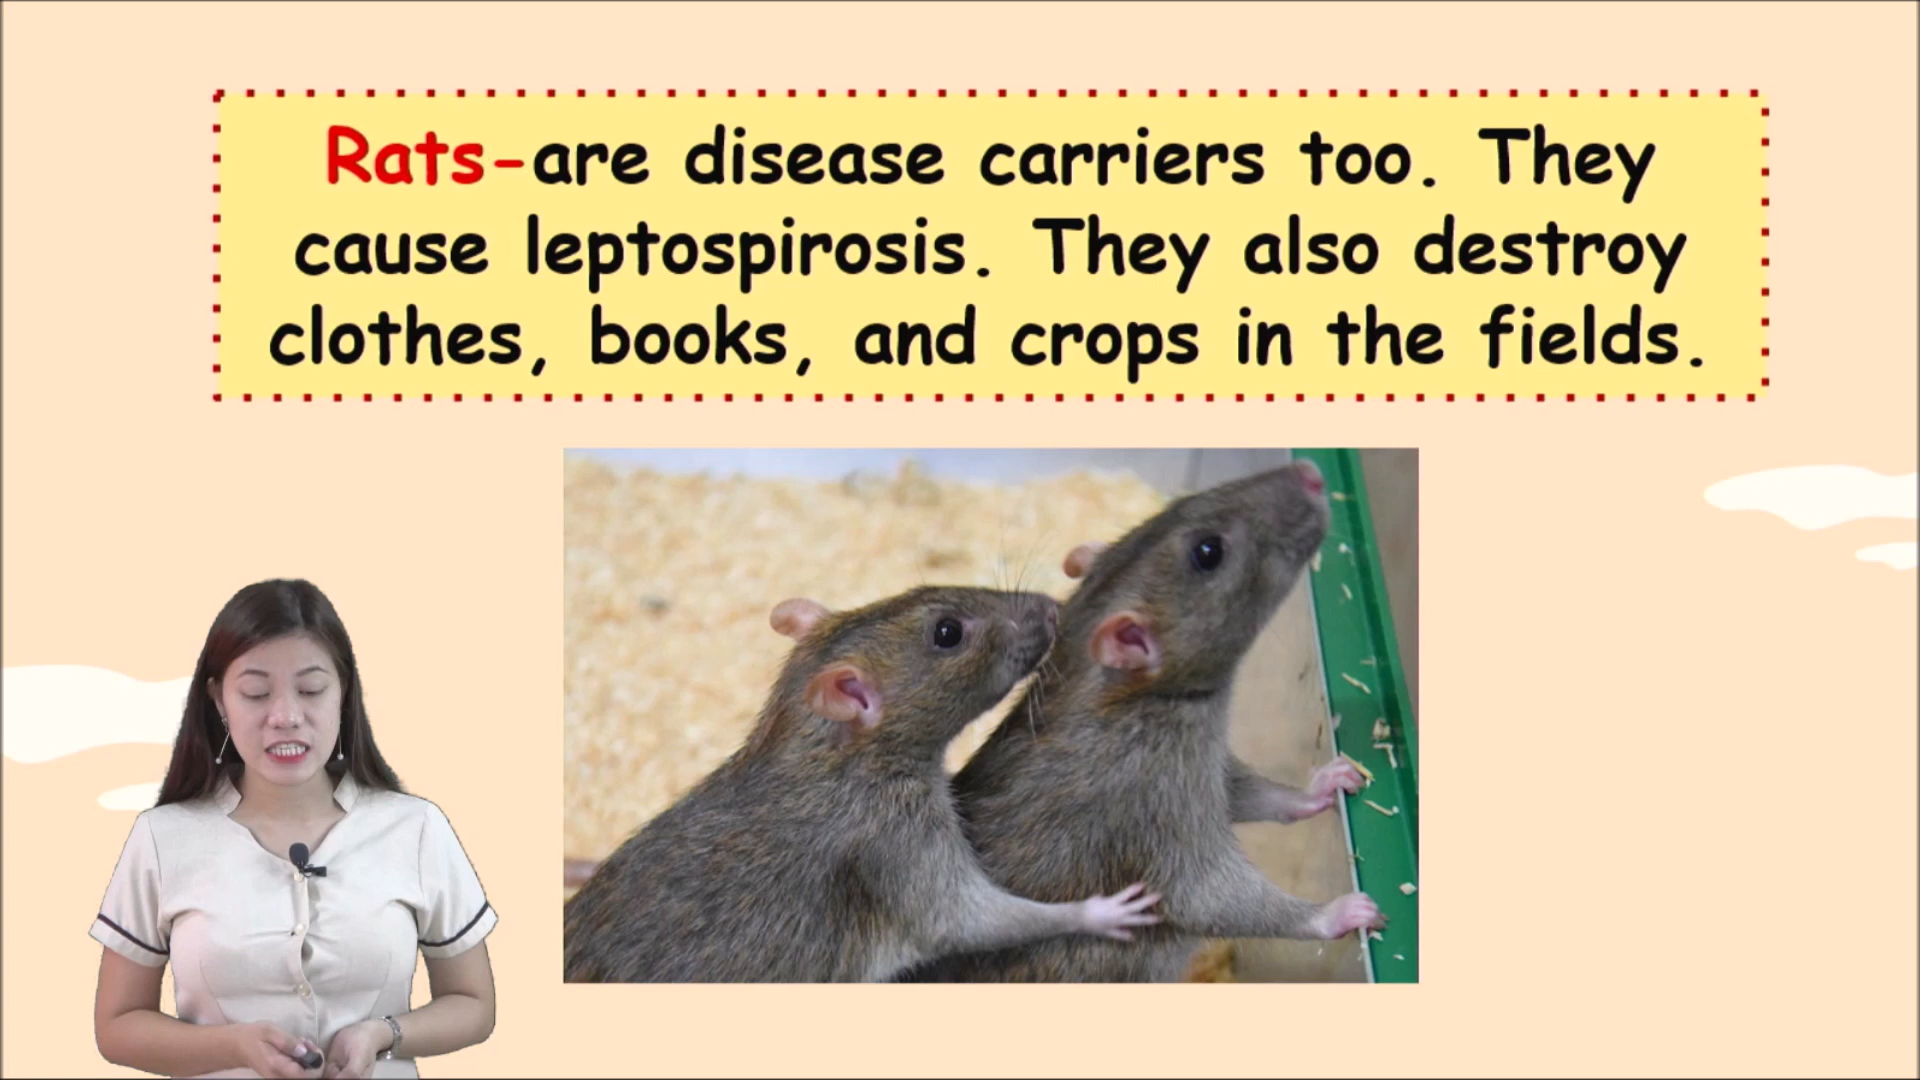 Rats-are disease carriers too. They
cause leptospirosis. They also destroy
clothes, books, and crops in the fields.